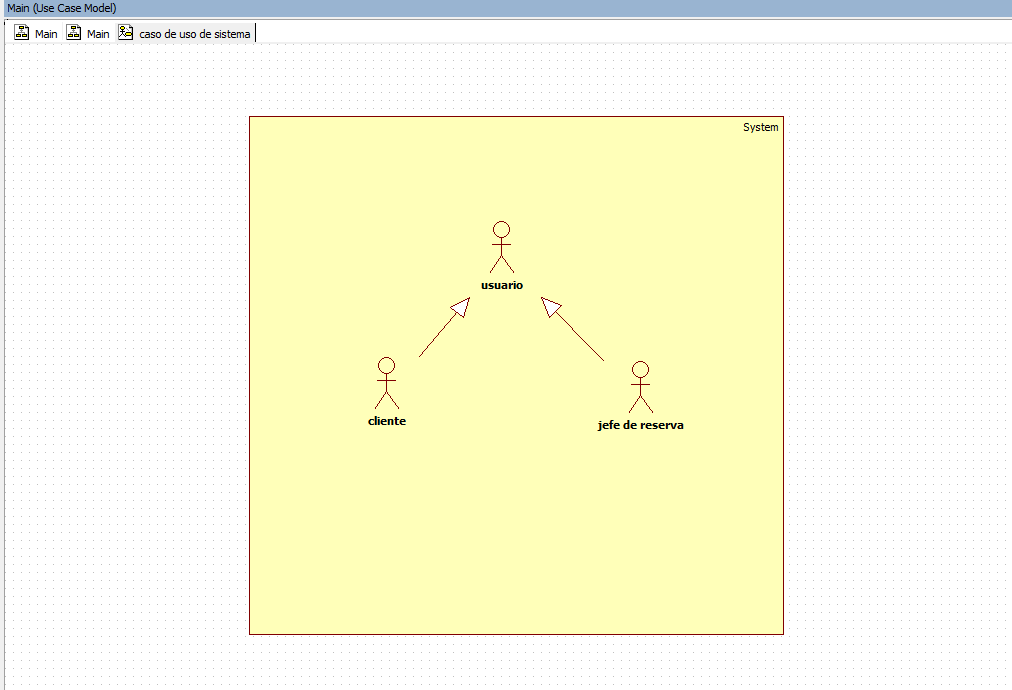 Main (Use Case Model)
Main Main caso de uso de sistema
System
usuario
cliente
jefe de reserva